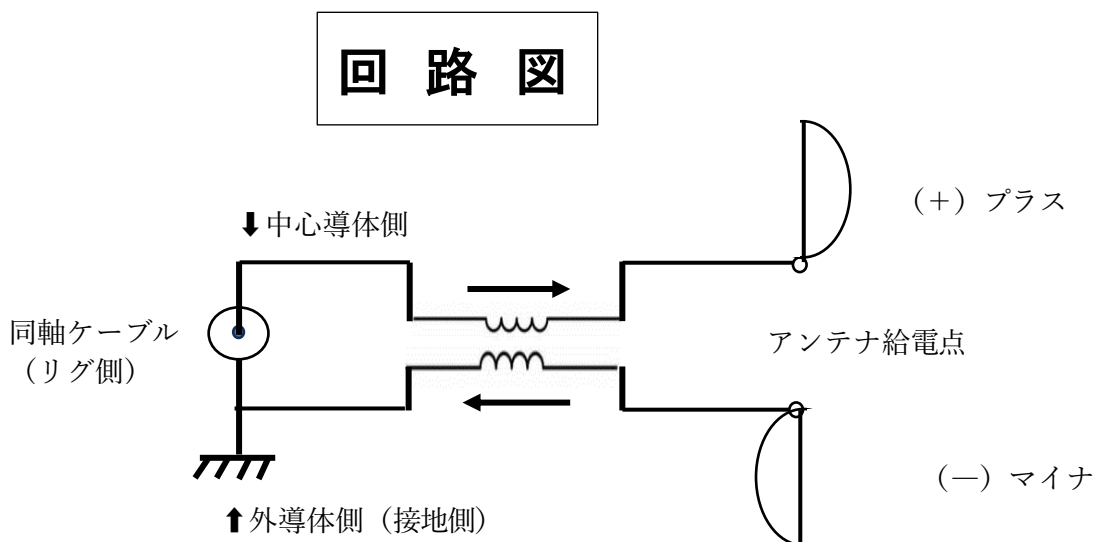 回 路 図
(+)プラス
⬇中心導体側
同軸ケーブル
(リグ側)
アンテナ給電点
(―)マイナ
⬆外導体側(接地側)